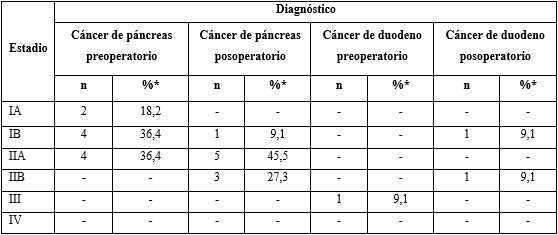 Diagnóstico
Estadio
Cáncer de páncreas preoperatorio
Cáncer de páncreas posoperatorio
Cáncer de duodeno preoperatorio
Cáncer de duodeno posoperatorio
n %* n %* n %* n %*
IA 2 18,2 - - - - - -
IB 4 36,4 1 9,1 - - 1 9,1
IIA 4 36,4 5 45,5 - - - -
IIB - - 3 27,3 - - 1 9,1
III - - - - 1 9,1 - -
IV - - - - - - - -